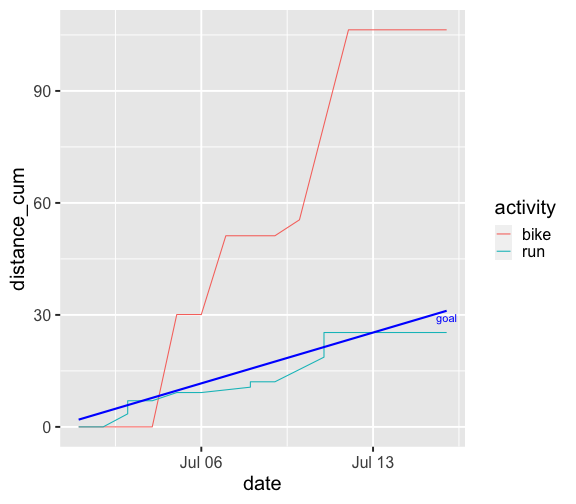 distance_cum
90
60
30
0
Jul 06
Jul 13
date
goal
activity
bike
run